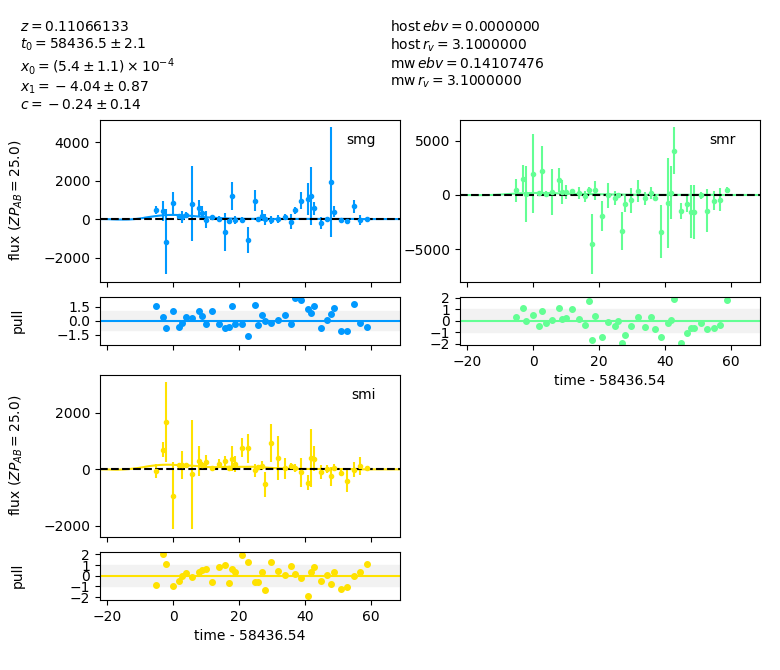 z = 0.11066133
t₀ = 58436.5 ± 2.1
x₀ = (5.4 ± 1.1) × 10⁻⁴
x₁ = −4.04 ± 0.87
c = −0.24 ± 0.14
host ebv = 0.0000000
host r_v = 3.1000000
mw ebv = 0.14107476
mw r_v = 3.1000000
smg
flux (ZP_AB = 25.0)
4000
2000
0
−2000
smr
5000
0
−5000
pull
1.5
0.0
−1.5
2
1
0
−1
−2
−20
0
20
40
60
time - 58436.54
smi
flux (ZP_AB = 25.0)
2000
0
−2000
pull
2
1
0
−1
−2
−20
0
20
40
60
time - 58436.54